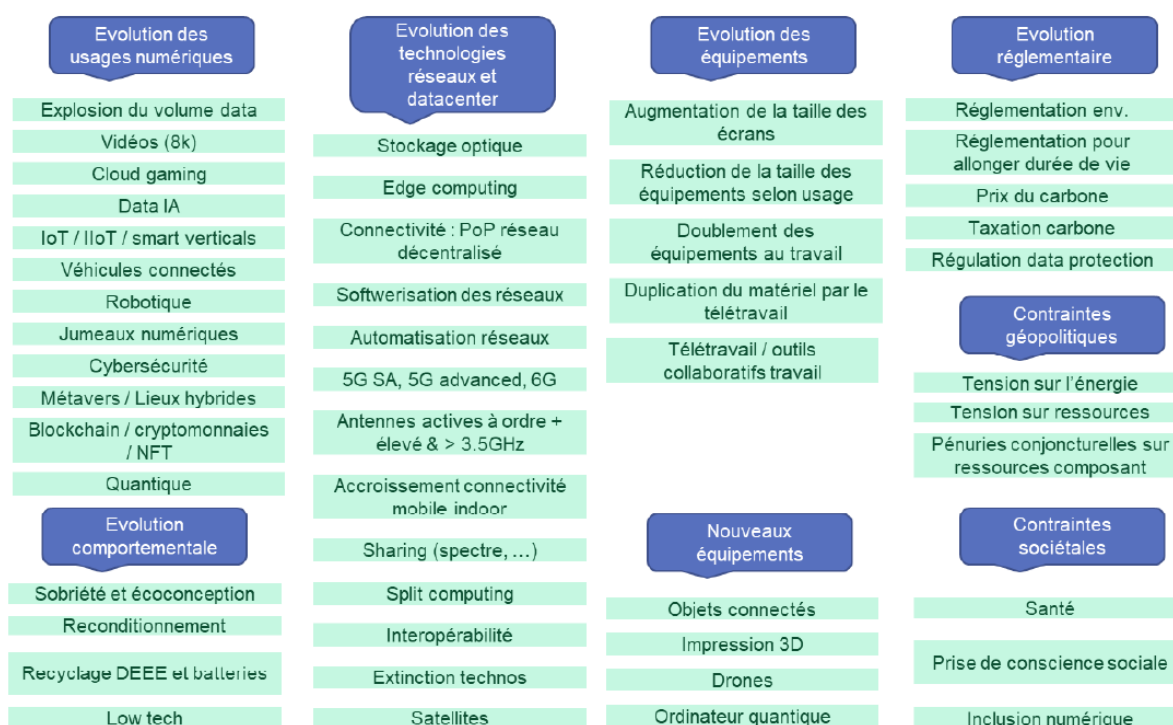 Evolution des
usages numériques
Explosion du volume data
Vidéos (8k)
Cloud gaming
Data IA
IoT / IIoT / smart verticals
Véhicules connectés
Robotique
Jumeaux numériques
Cybersécurité
Métavers / Lieux hybrides
Blockchain / cryptomonnaies
/ NFT
Quantique
Evolution
comportementale
Sobriété et écoconception
Reconditionnement
Recyclage DEEE et batteries
Low tech
Evolution des
technologies
réseaux et
datacenter
Stockage optique
Edge computing
Connectivité : PoP réseau
décentralisé
Softwerisation des réseaux
Automatisation réseaux
5G SA, 5G advanced, 6G
Antennes actives à ordre +
élevé & > 3.5GHz
Accroissement connectivité
mobile indoor
Sharing (spectre, …)
Split computing
Interopérabilité
Extinction technos
Satellites
Evolution des
équipements
Augmentation de la taille des
écrans
Réduction de la taille des
équipements selon usage
Doublement des
équipements au travail
Duplication du matériel par le
télétravail
Télétravail / outils
collaboratifs travail
Nouveaux
équipements
Objets connectés
Impression 3D
Drones
Ordinateur quantique
Evolution
réglementaire
Réglementation env.
Réglementation pour
allonger durée de vie
Prix du carbone
Taxation carbone
Régulation data protection
Contraintes
géopolitiques
Tension sur l'énergie
Tension sur ressources
Pénuries conjoncturelles sur
ressources composant
Contraintes
sociétales
Santé
Prise de conscience sociale
Inclusion numérique